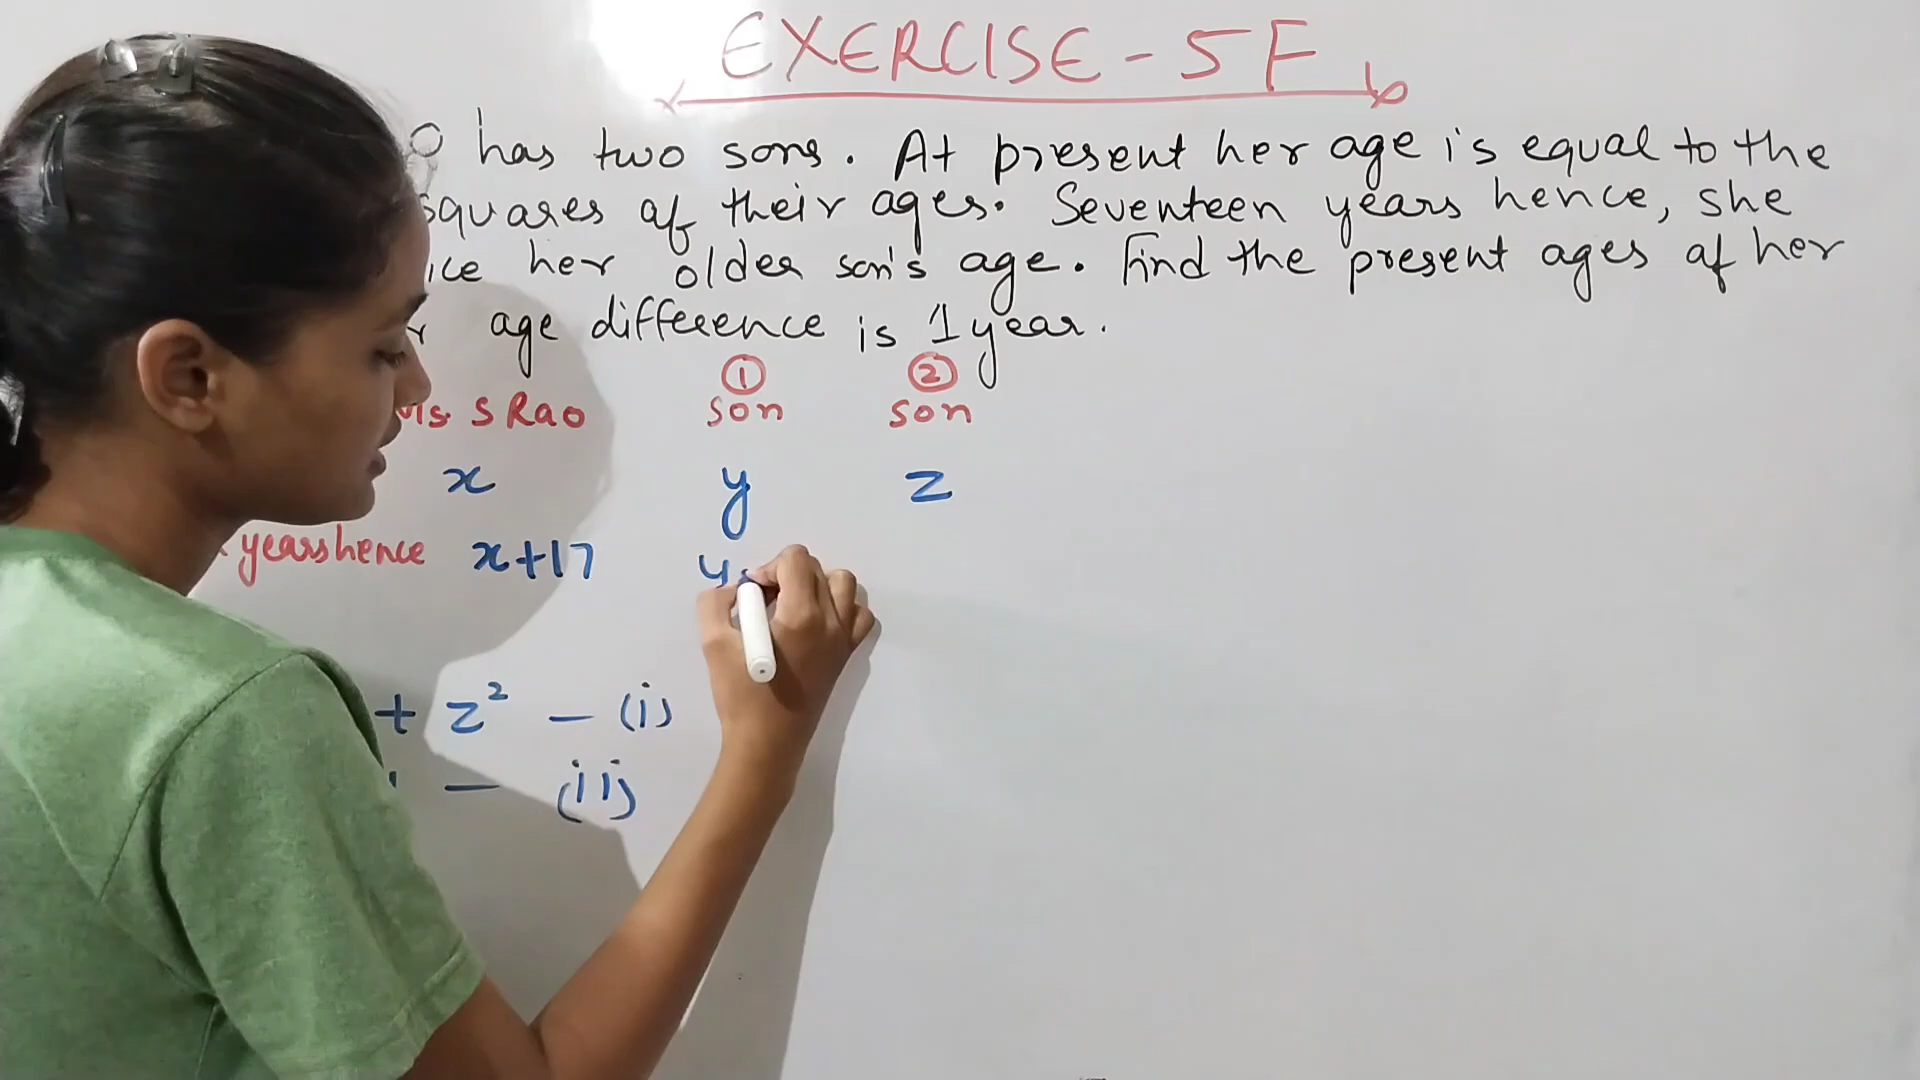 EXERCISE-5F
has two sons. At present her age is equal to the
squares of their ages. Seventeen years hence, she
her older son's age. Find the present ages of her
age difference is 1 year.
① ②
Ms. S Rao son son
x y z
years hence x+17 y
+ z² - (i)
- (ii)